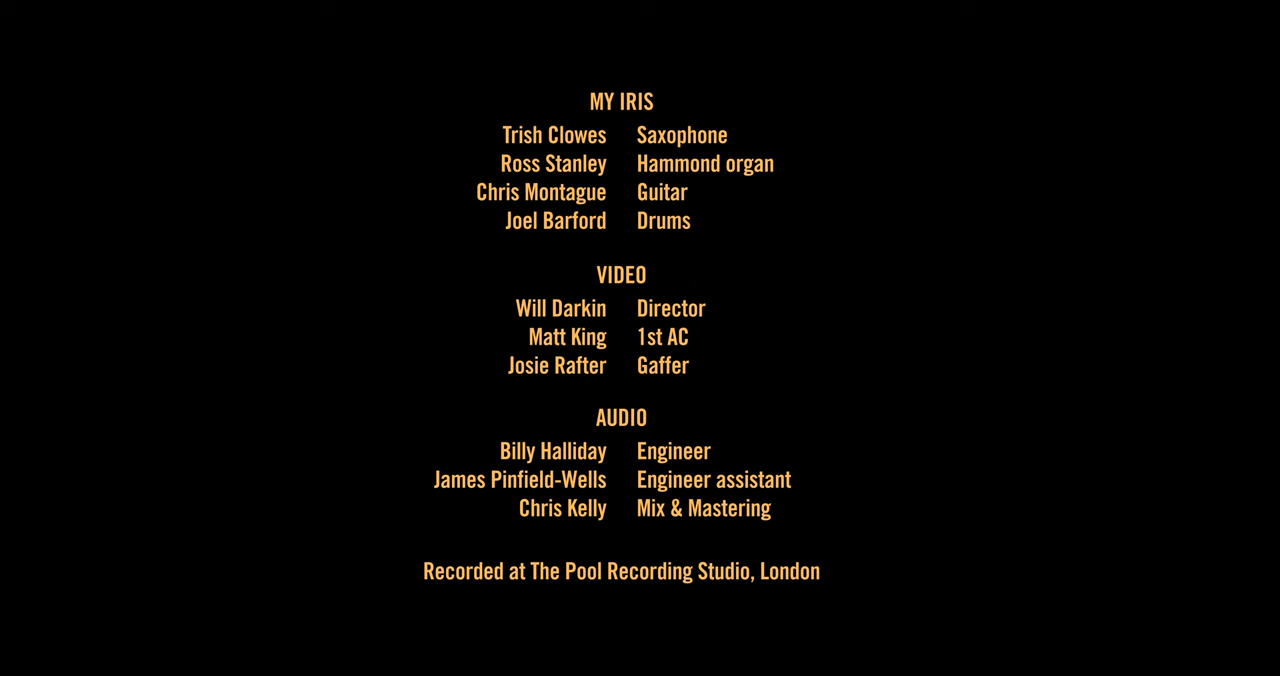 MY IRIS
Trish Clowes Saxophone
Ross Stanley Hammond organ
Chris Montague Guitar
Joel Barford Drums
VIDEO
Will Darkin Director
Matt King 1st AC
Josie Rafter Gaffer
AUDIO
Billy Halliday Engineer
James Pinfield-Wells Engineer assistant
Chris Kelly Mix & Mastering
Recorded at The Pool Recording Studio, London